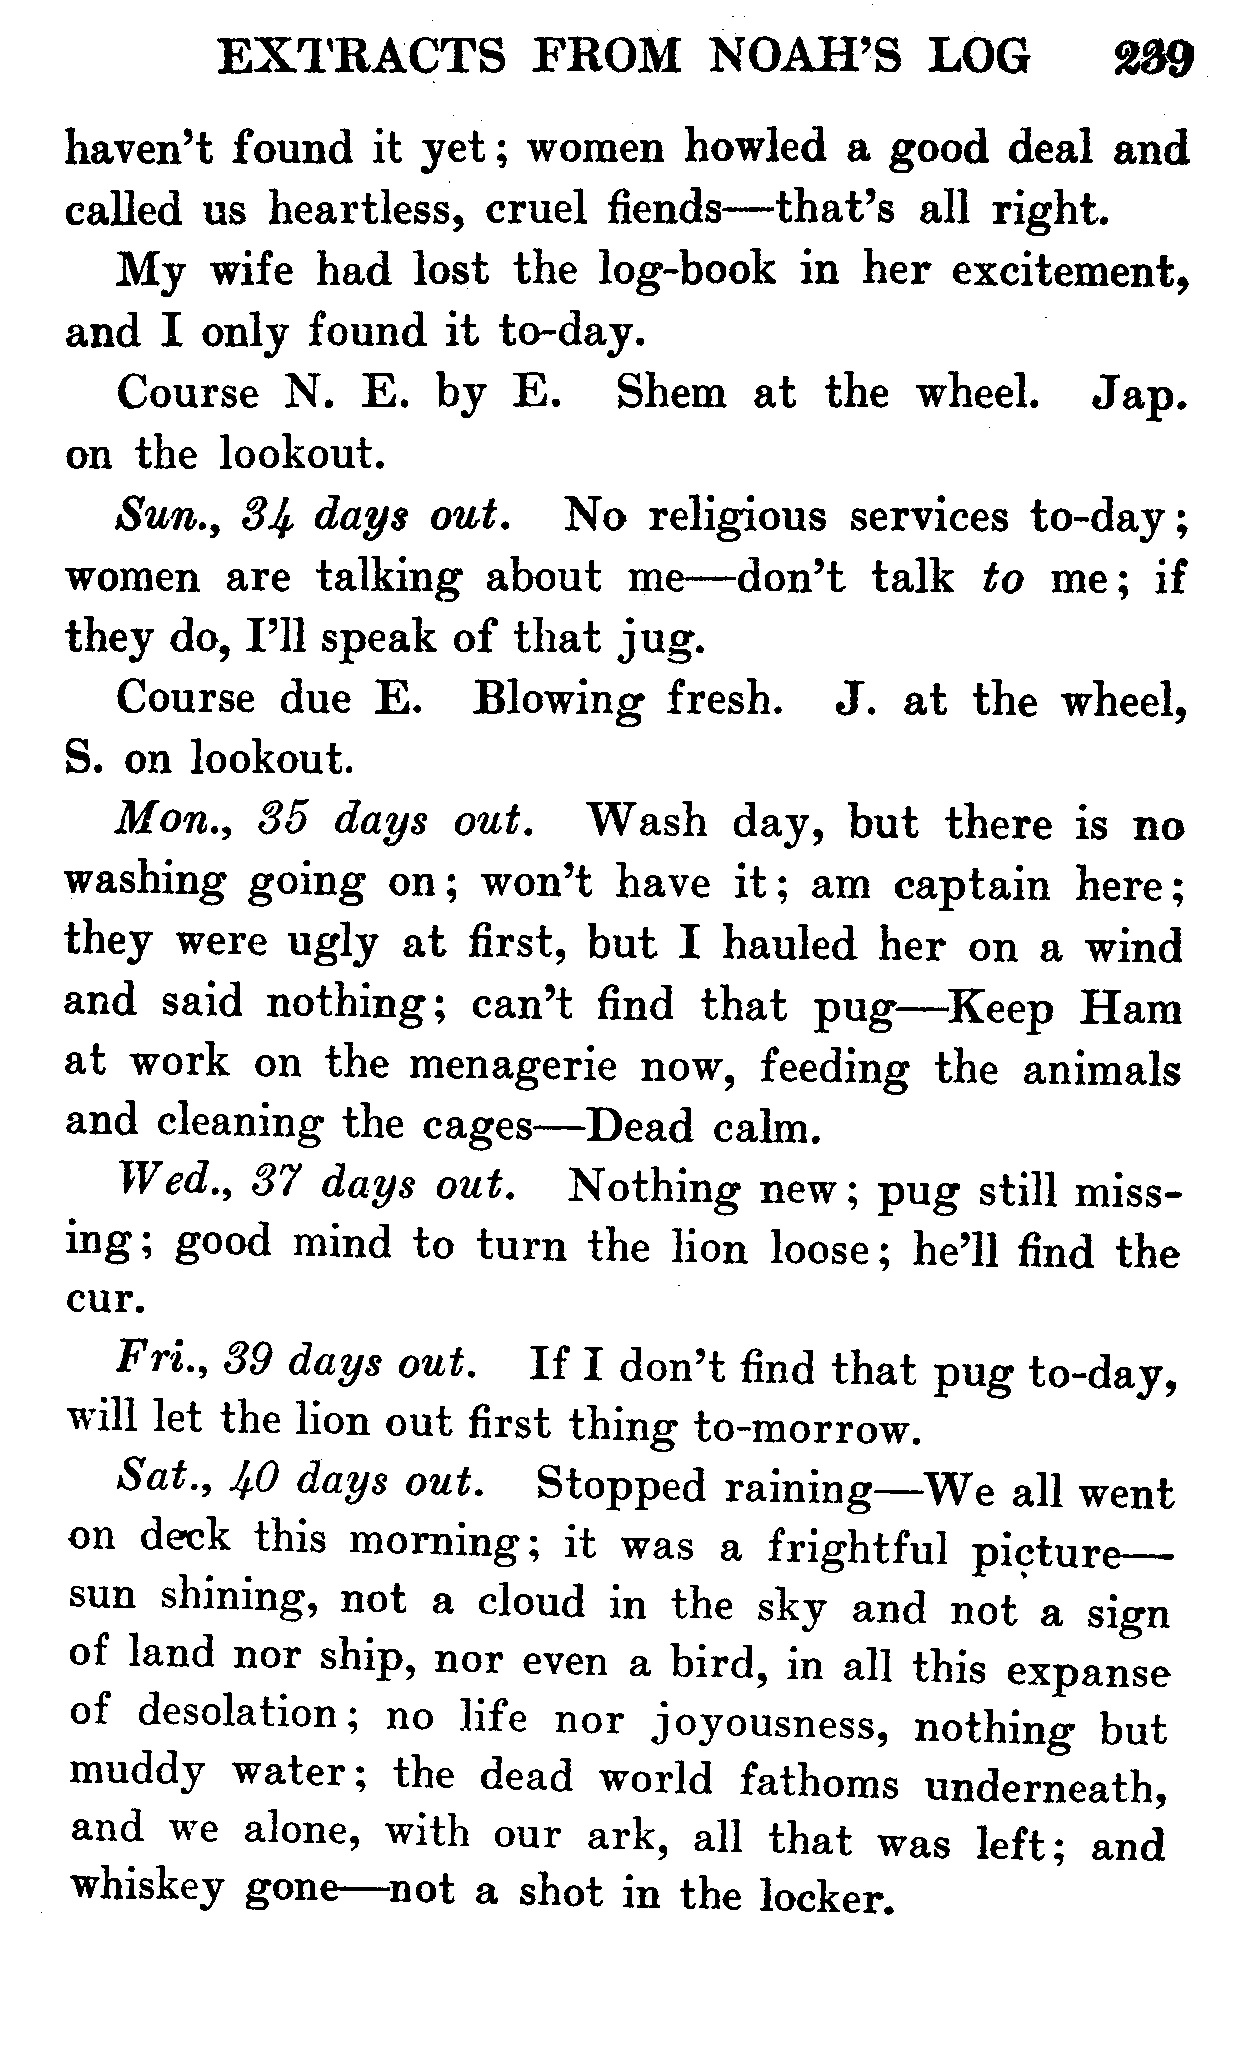 EXTRACTS FROM NOAH'S LOG 239
haven't found it yet; women howled a good deal and
called us heartless, cruel fiends—that's all right.
My wife had lost the log-book in her excitement,
and I only found it to-day.
Course N. E. by E. Shem at the wheel. Jap.
on the lookout.
Sun., 34 days out. No religious services to-day;
women are talking about me—don't talk to me; if
they do, I'll speak of that jug.
Course due E. Blowing fresh. J. at the wheel,
S. on lookout.
Mon., 35 days out. Wash day, but there is no
washing going on; won't have it; am captain here;
they were ugly at first, but I hauled her on a wind
and said nothing; can't find that pug—Keep Ham
at work on the menagerie now, feeding the animals
and cleaning the cages—Dead calm.
Wed., 37 days out. Nothing new; pug still miss-
ing; good mind to turn the lion loose; he'll find the
cur.
Fri., 39 days out. If I don't find that pug to-day,
will let the lion out first thing to-morrow.
Sat., 40 days out. Stopped raining—We all went
on deck this morning; it was a frightful picture—
sun shining, not a cloud in the sky and not a sign
of land nor ship, nor even a bird, in all this expanse
of desolation; no life nor joyousness, nothing but
muddy water; the dead world fathoms underneath,
and we alone, with our ark, all that was left; and
whiskey gone—not a shot in the locker.